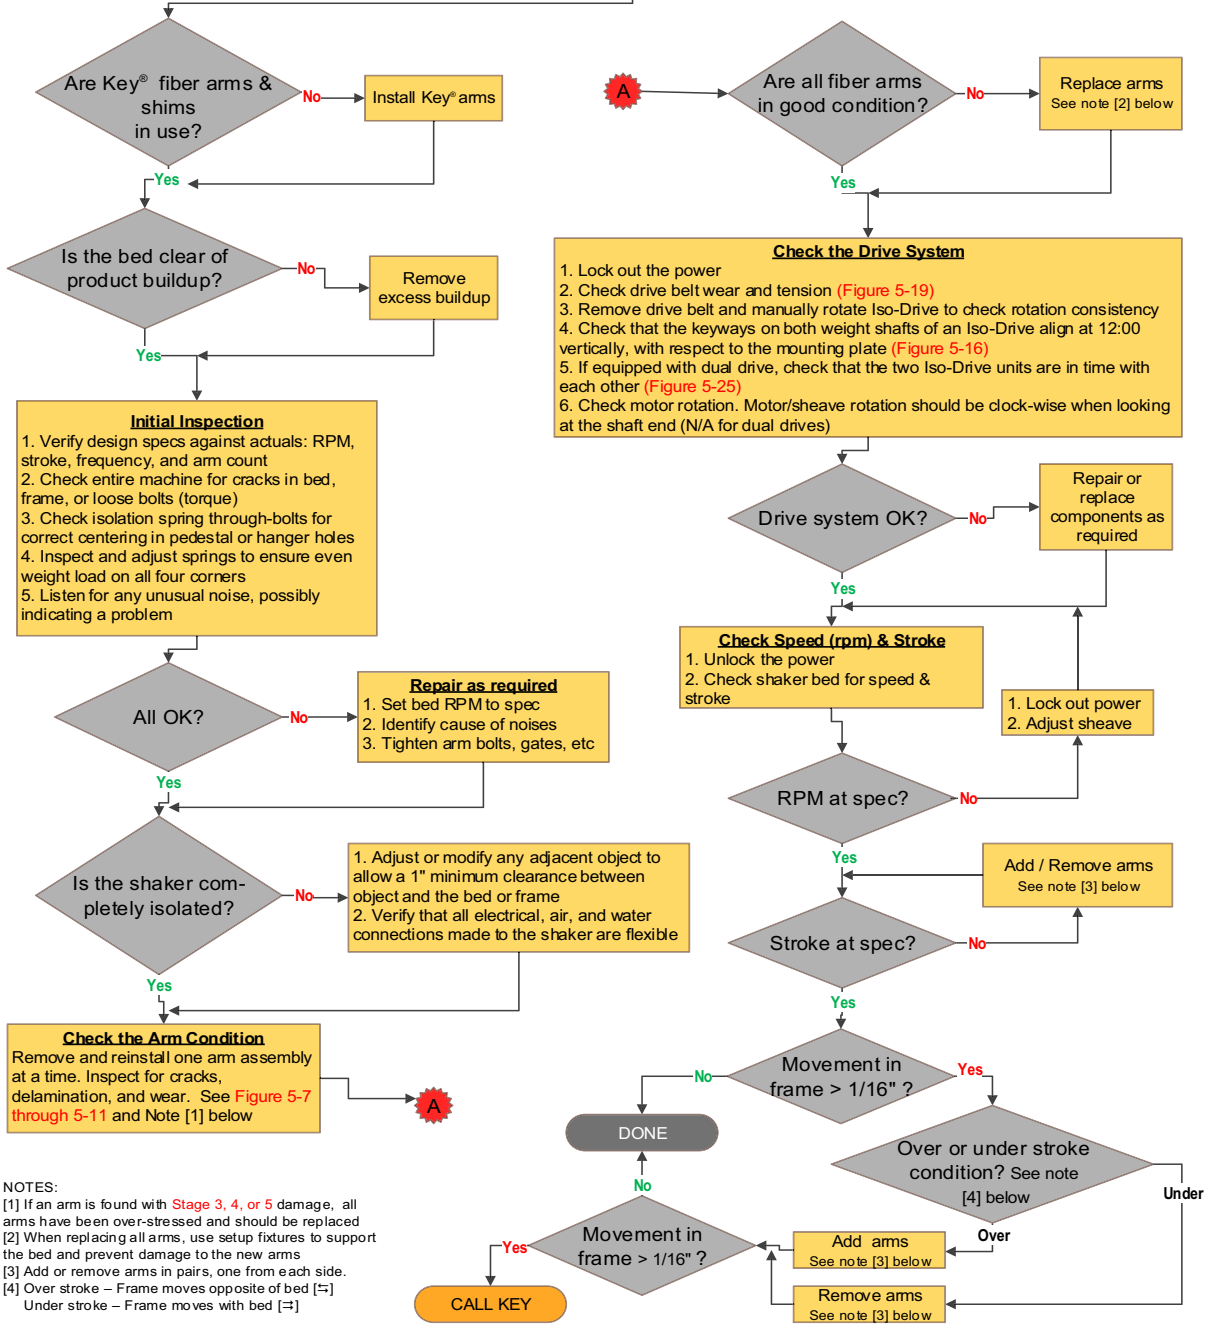 Are Key® fiber arms &
shims
in use?
No
Install Key® arms
Yes
Is the bed clear of
product buildup?
No
Remove
excess buildup
Yes
Initial Inspection
1. Verify design specs against actuals: RPM,
stroke, frequency, and arm count
2. Check entire machine for cracks in bed,
frame, or loose bolts (torque)
3. Check isolation spring through-bolts for
correct centering in pedestal or hanger holes
4. Inspect and adjust springs to ensure even
weight load on all four corners
5. Listen for any unusual noise, possibly
indicating a problem
All OK?
No
Repair as required
1. Set bed RPM to spec
2. Identify cause of noises
3. Tighten arm bolts, gates, etc
Yes
Is the shaker com-
pletely isolated?
No
1. Adjust or modify any adjacent object to
allow a 1" minimum clearance between
object and the bed or frame
2. Verify that all electrical, air, and water
connections made to the shaker are flexible
Yes
Check the Arm Condition
Remove and reinstall one arm assembly
at a time. Inspect for cracks,
delamination, and wear. See Figure 5-7
through 5-11 and Note [1] below
A
A
Are all fiber arms
in good condition?
No
Replace arms
See note [2] below
Yes
Check the Drive System
1. Lock out the power
2. Check drive belt wear and tension (Figure 5-19)
3. Remove drive belt and manually rotate Iso-Drive to check rotation consistency
4. Check that the keyways on both weight shafts of an Iso-Drive align at 12:00
vertically, with respect to the mounting plate (Figure 5-16)
5. If equipped with dual drive, check that the two Iso-Drive units are in time with
each other (Figure 5-25)
6. Check motor rotation. Motor/sheave rotation should be clock-wise when looking
at the shaft end (N/A for dual drives)
Drive system OK?
No
Repair or
replace
components as
required
Yes
Check Speed (rpm) & Stroke
1. Unlock the power
2. Check shaker bed for speed &
stroke
1. Lock out power
2. Adjust sheave
RPM at spec?
No
Yes
Add / Remove arms
See note [3] below
Stroke at spec?
No
Yes
Movement in
frame > 1/16" ?
No
Yes
DONE
Over or under stroke
condition? See note
[4] below
Under
Over
No
Movement in
frame > 1/16" ?
Yes
Add arms
See note [3] below
Remove arms
See note [3] below
CALL KEY
NOTES:
[1] If an arm is found with Stage 3, 4, or 5 damage, all
arms have been over-stressed and should be replaced
[2] When replacing all arms, use setup fixtures to support
the bed and prevent damage to the new arms
[3] Add or remove arms in pairs, one from each side.
[4] Over stroke – Frame moves opposite of bed [⇆]
Under stroke – Frame moves with bed [⇉]